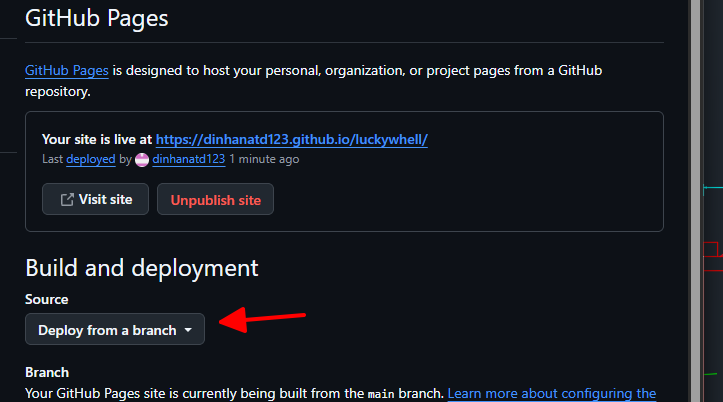 GitHub Pages
GitHub Pages is designed to host your personal, organization, or project pages from a GitHub
repository.
Your site is live at https://dinhanatd123.github.io/luckywhell/
Last deployed by dinhanatd123 1 minute ago
Visit site
Unpublish site
Build and deployment
Source
Deploy from a branch
Branch
Your GitHub Pages site is currently being built from the main branch. Learn more about configuring the